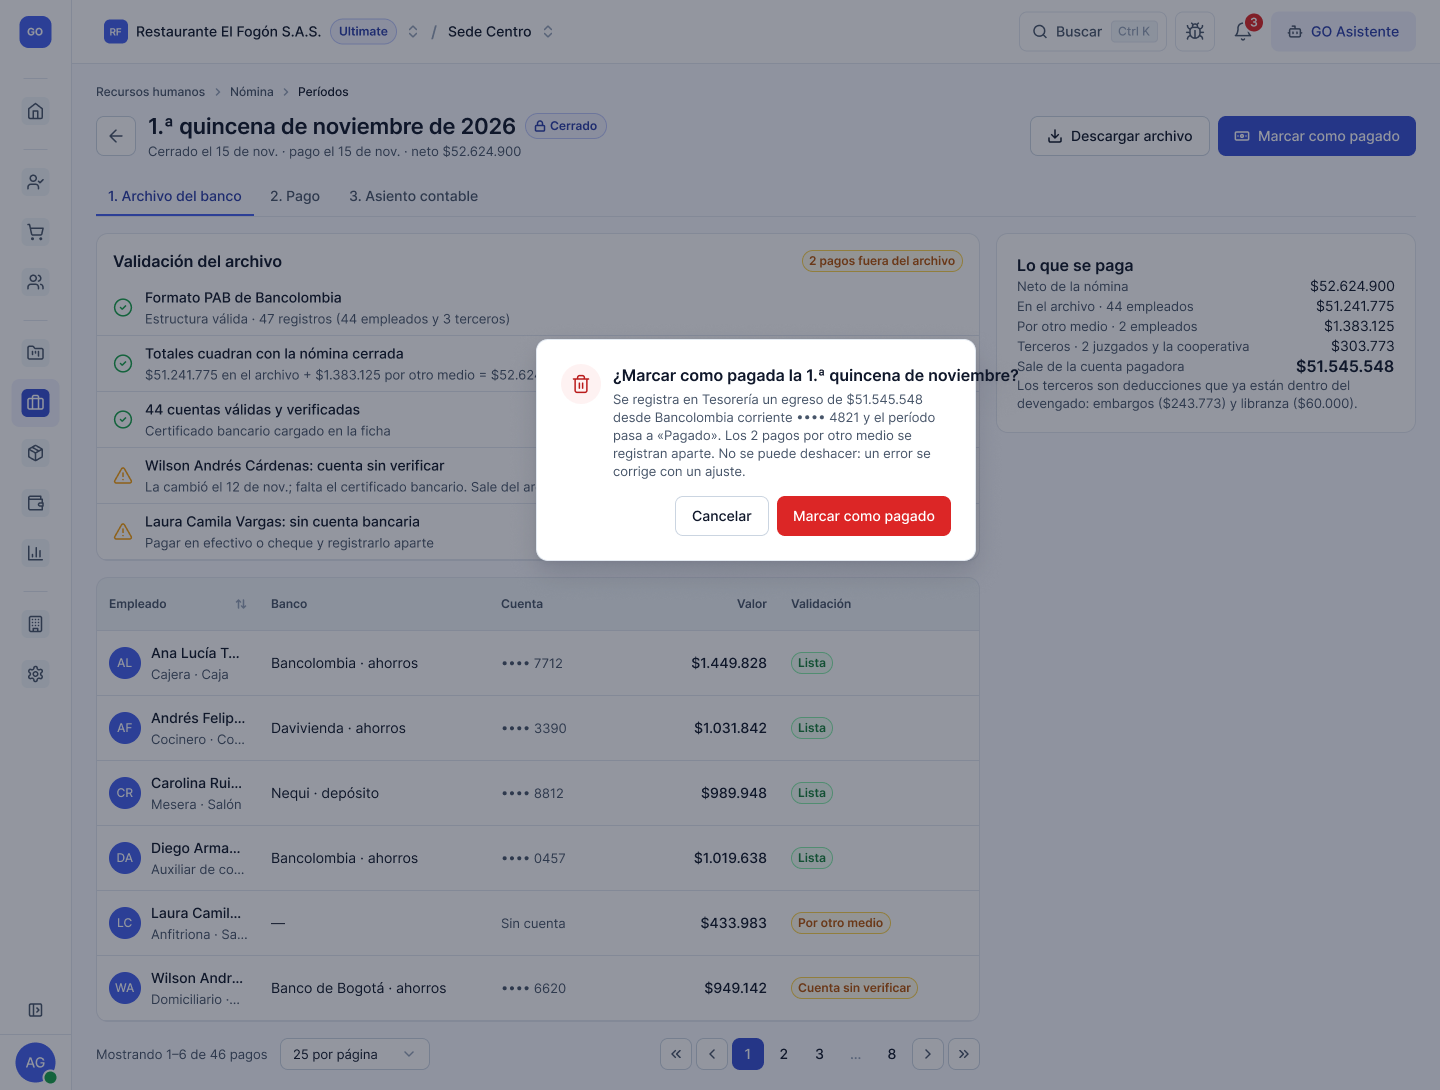 GO
RF Restaurante El Fogón S.A.S. Ultimate / Sede Centro
Buscar Ctrl K
3
GO Asistente
Recursos humanos > Nómina > Períodos
1.ª quincena de noviembre de 2026
Cerrado
Cerrado el 15 de nov. · pago el 15 de nov. · neto $52.624.900
Descargar archivo
Marcar como pagado
1. Archivo del banco
2. Pago
3. Asiento contable
Validación del archivo
2 pagos fuera del archivo
Formato PAB de Bancolombia
Estructura válida · 47 registros (44 empleados y 3 terceros)
Totales cuadran con la nómina cerrada
$51.241.775 en el archivo + $1.383.125 por otro medio =
44 cuentas válidas y verificadas
Certificado bancario cargado en la ficha
Wilson Andrés Cárdenas: cuenta sin verificar
La cambió el 12 de nov.; falta el certificado bancario. Sale del
Laura Camila Vargas: sin cuenta bancaria
Pagar en efectivo o cheque y registrarlo aparte
Lo que se paga
Neto de la nómina $52.624.900
En el archivo · 44 empleados $51.241.775
Por otro medio · 2 empleados $1.383.125
Terceros · 2 juzgados y la cooperativa $303.773
Sale de la cuenta pagadora $51.545.548
Los terceros son deducciones que ya están dentro del
devengado: embargos ($243.773) y libranza ($60.000).
¿Marcar como pagada la 1.ª quincena de noviembre?
Se registra en Tesorería un egreso de $51.545.548
desde Bancolombia corriente •••• 4821 y el período
pasa a «Pagado». Los 2 pagos por otro medio se
registran aparte. No se puede deshacer: un error se
corrige con un ajuste.
Cancelar
Marcar como pagado
Empleado Banco Cuenta Valor Validación
AL Ana Lucía T...
Cajera · Caja
Bancolombia · ahorros •••• 7712 $1.449.828 Lista
AF Andrés Felip...
Cocinero · Co...
Davivienda · ahorros •••• 3390 $1.031.842 Lista
CR Carolina Rui...
Mesera · Salón
Nequi · depósito •••• 8812 $989.948 Lista
DA Diego Arma...
Auxiliar de co...
Bancolombia · ahorros •••• 0457 $1.019.638 Lista
LC Laura Camil...
Anfitriona · Sa...
— Sin cuenta $433.983 Por otro medio
WA Wilson Andr...
Domiciliario ·...
Banco de Bogotá · ahorros •••• 6620 $949.142 Cuenta sin verificar
Mostrando 1–6 de 46 pagos
25 por página
« ‹ 1 2 3 ... 8 › »
AG